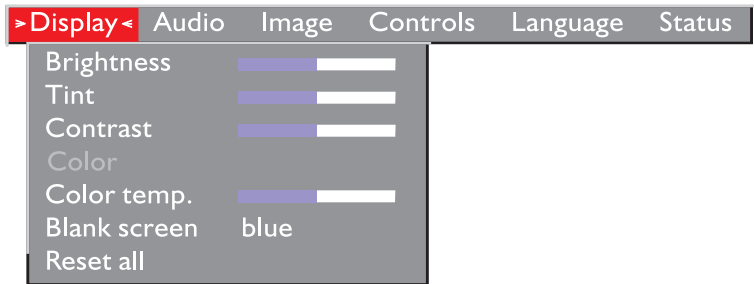 >Display< Audio Image Controls Language Status
Brightness
Tint
Contrast
Color
Color temp.
Blank screen blue
Reset all